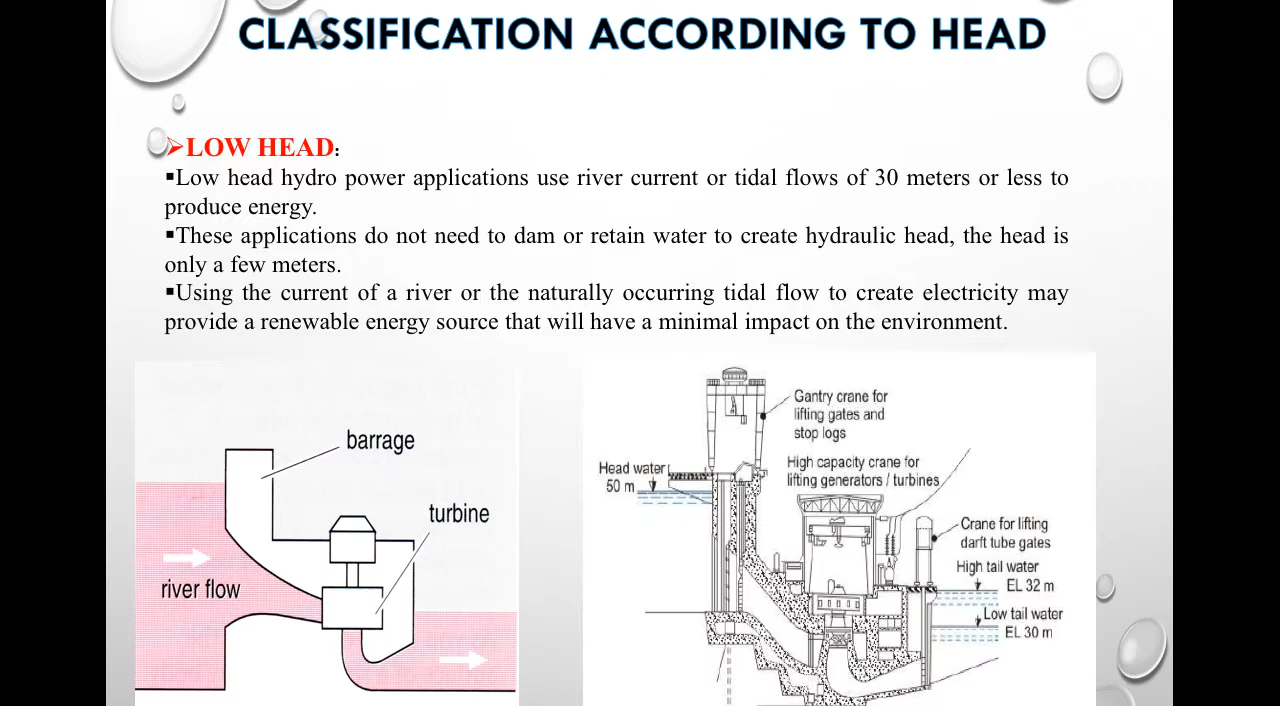 CLASSIFICATION ACCORDING TO HEAD
➢LOW HEAD:
▪Low head hydro power applications use river current or tidal flows of 30 meters or less to
produce energy.
▪These applications do not need to dam or retain water to create hydraulic head, the head is
only a few meters.
▪Using the current of a river or the naturally occurring tidal flow to create electricity may
provide a renewable energy source that will have a minimal impact on the environment.
barrage
turbine
river flow
Gantry crane for
lifting gates and
stop logs
Head water
50 m
High capacity crane for
lifting generators / turbines
Crane for lifting
darft tube gates
High tail water
EL 32 m
Low tail water
EL 30 m